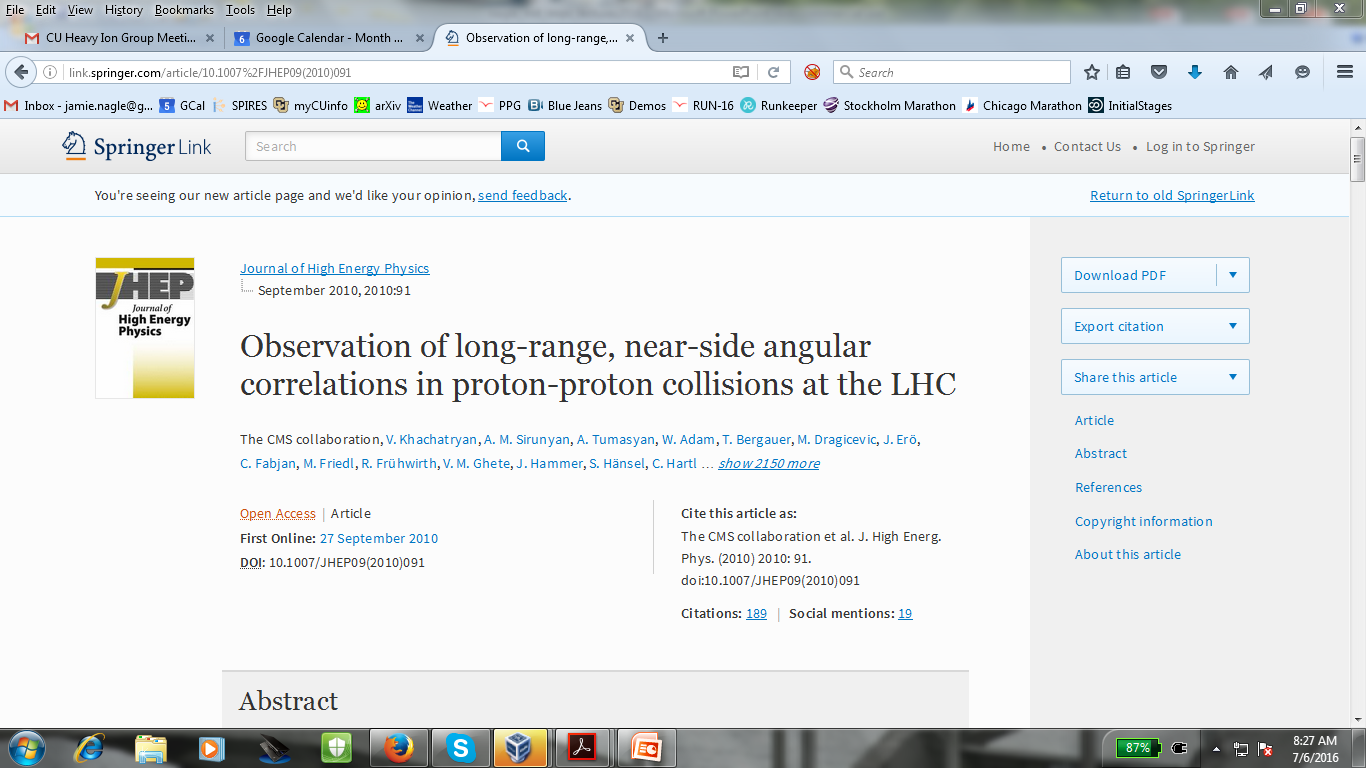 File Edit View History Bookmarks Tools Help
CU Heavy Ion Group Meeti...
6 Google Calendar - Month ...
Observation of long-range,...
link.springer.com/article/10.1007%2FJHEP09(2010)091
Search
Inbox - jamie.nagle@g... 5 GCal SPIRES myCUinfo arXiv Weather PPG Blue Jeans Demos RUN-16 Runkeeper Stockholm Marathon Chicago Marathon InitialStages
Springer Link
Search
Home • Contact Us • Log in to Springer
You're seeing our new article page and we'd like your opinion, send feedback.
Return to old SpringerLink
JHEP
Journal of
High Energy
Physics
Journal of High Energy Physics
September 2010, 2010:91
Observation of long-range, near-side angular
correlations in proton-proton collisions at the LHC
The CMS collaboration, V. Khachatryan, A. M. Sirunyan, A. Tumasyan, W. Adam, T. Bergauer, M. Dragicevic, J. Erö,
C. Fabjan, M. Friedl, R. Frühwirth, V. M. Ghete, J. Hammer, S. Hänsel, C. Hartl … show 2150 more
Open Access | Article
First Online: 27 September 2010
DOI: 10.1007/JHEP09(2010)091
Cite this article as:
The CMS collaboration et al. J. High Energ.
Phys. (2010) 2010: 91.
doi:10.1007/JHEP09(2010)091
Citations: 189 | Social mentions: 19
Download PDF
Export citation
Share this article
Article
Abstract
References
Copyright information
About this article
Abstract
87%
8:27 AM
7/6/2016